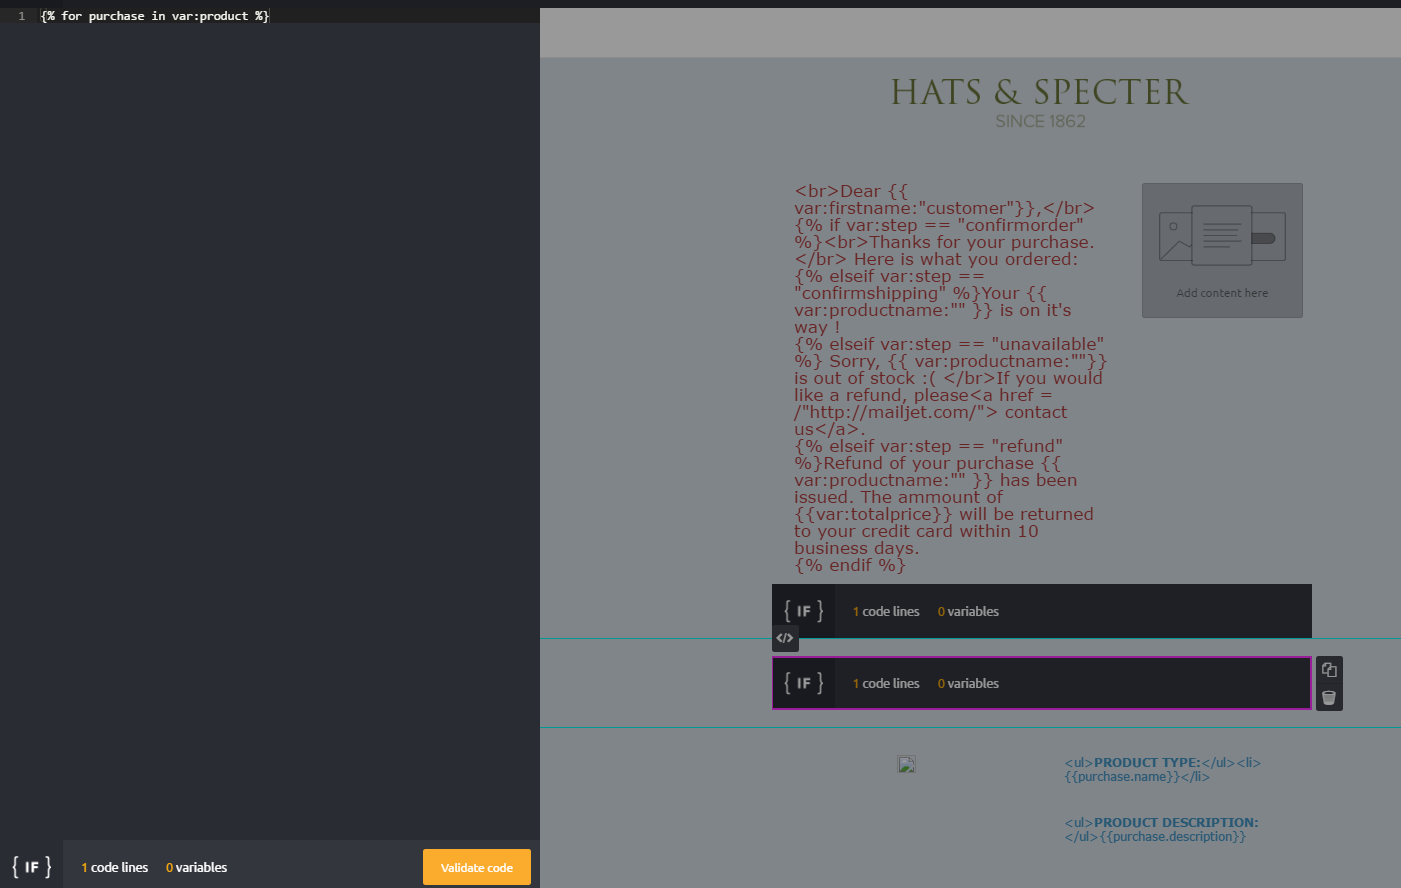 1 {% for purchase in var:product %}
HATS & SPECTER
SINCE 1862
<br>Dear {{
var:firstname:"customer"}},</br>
{% if var:step == "confirmorder"
%}<br>Thanks for your purchase.
</br> Here is what you ordered:
{% elseif var:step ==
"confirmshipping" %}Your {{
var:productname:"" }} is on it's
way !
{% elseif var:step == "unavailable"
%} Sorry, {{ var:productname:""}}
is out of stock :( </br>If you would
like a refund, please<a href =
/"http://mailjet.com/"> contact
us</a>.
{% elseif var:step == "refund"
%}Refund of your purchase {{
var:productname:"" }} has been
issued. The ammount of
{{var:totalprice}} will be returned
to your credit card within 10
business days.
{% endif %}
Add content here
{ IF } 1 code lines 0 variables
</>
{ IF } 1 code lines 0 variables
<ul>PRODUCT TYPE:</ul><li>
{{purchase.name}}</li>
<ul>PRODUCT DESCRIPTION:
</ul>{{purchase.description}}
{ IF } 1 code lines 0 variables
Validate code